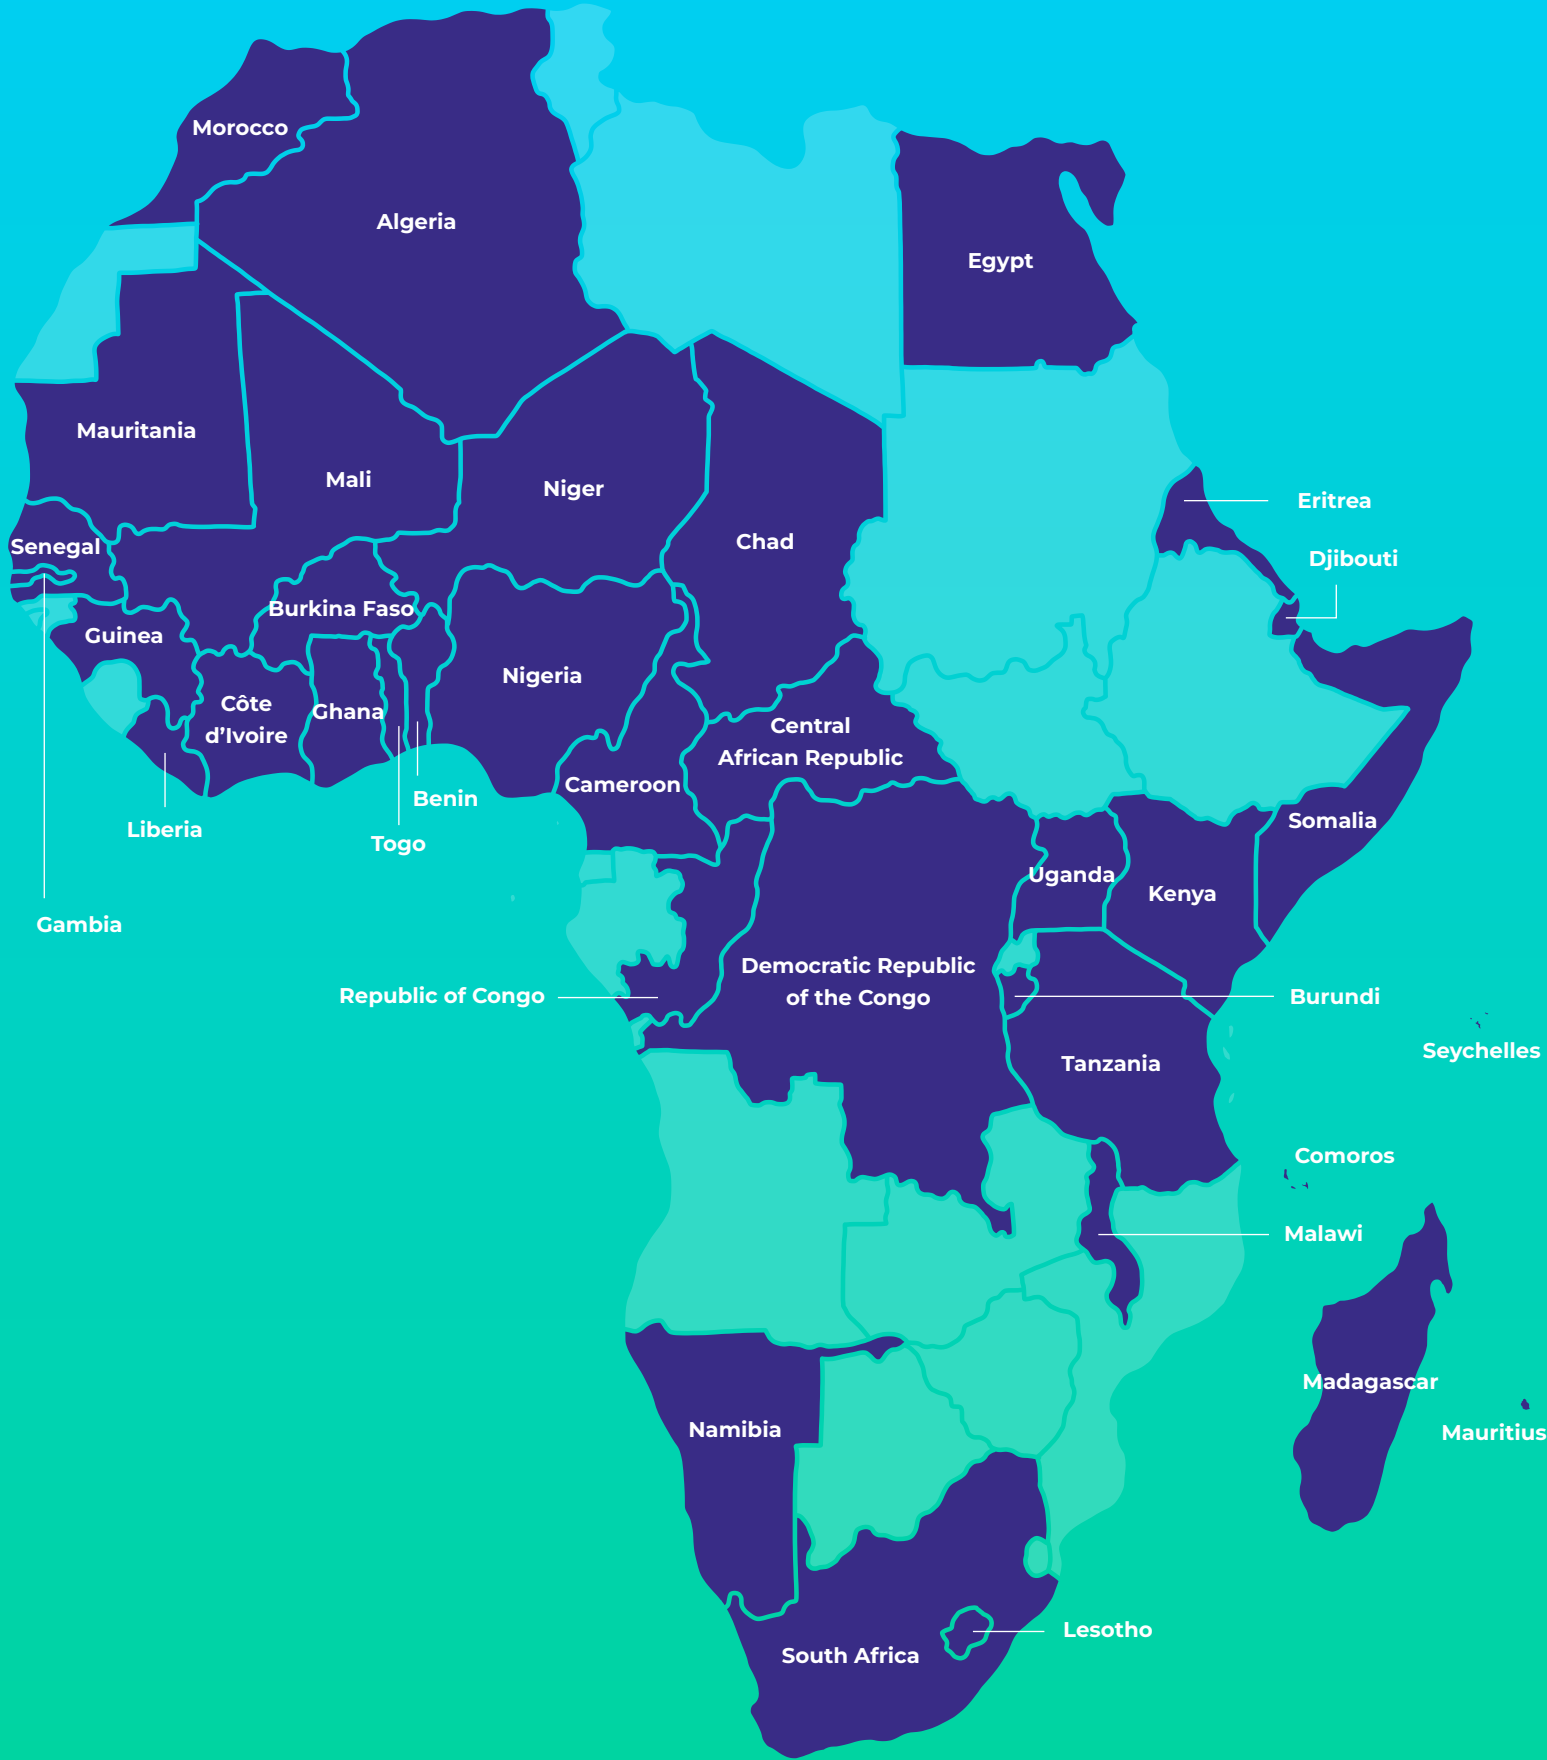 Morocco
Algeria
Egypt
Mauritania
Mali
Niger
Eritrea
Chad
Senegal
Djibouti
Burkina Faso
Guinea
Nigeria
Côte
d’Ivoire
Ghana
Central
African Republic
Cameroon
Benin
Somalia
Liberia
Togo
Uganda
Kenya
Gambia
Democratic Republic
of the Congo
Republic of Congo
Burundi
Seychelles
Tanzania
Comoros
Malawi
Madagascar
Namibia
Mauritius
Lesotho
South Africa